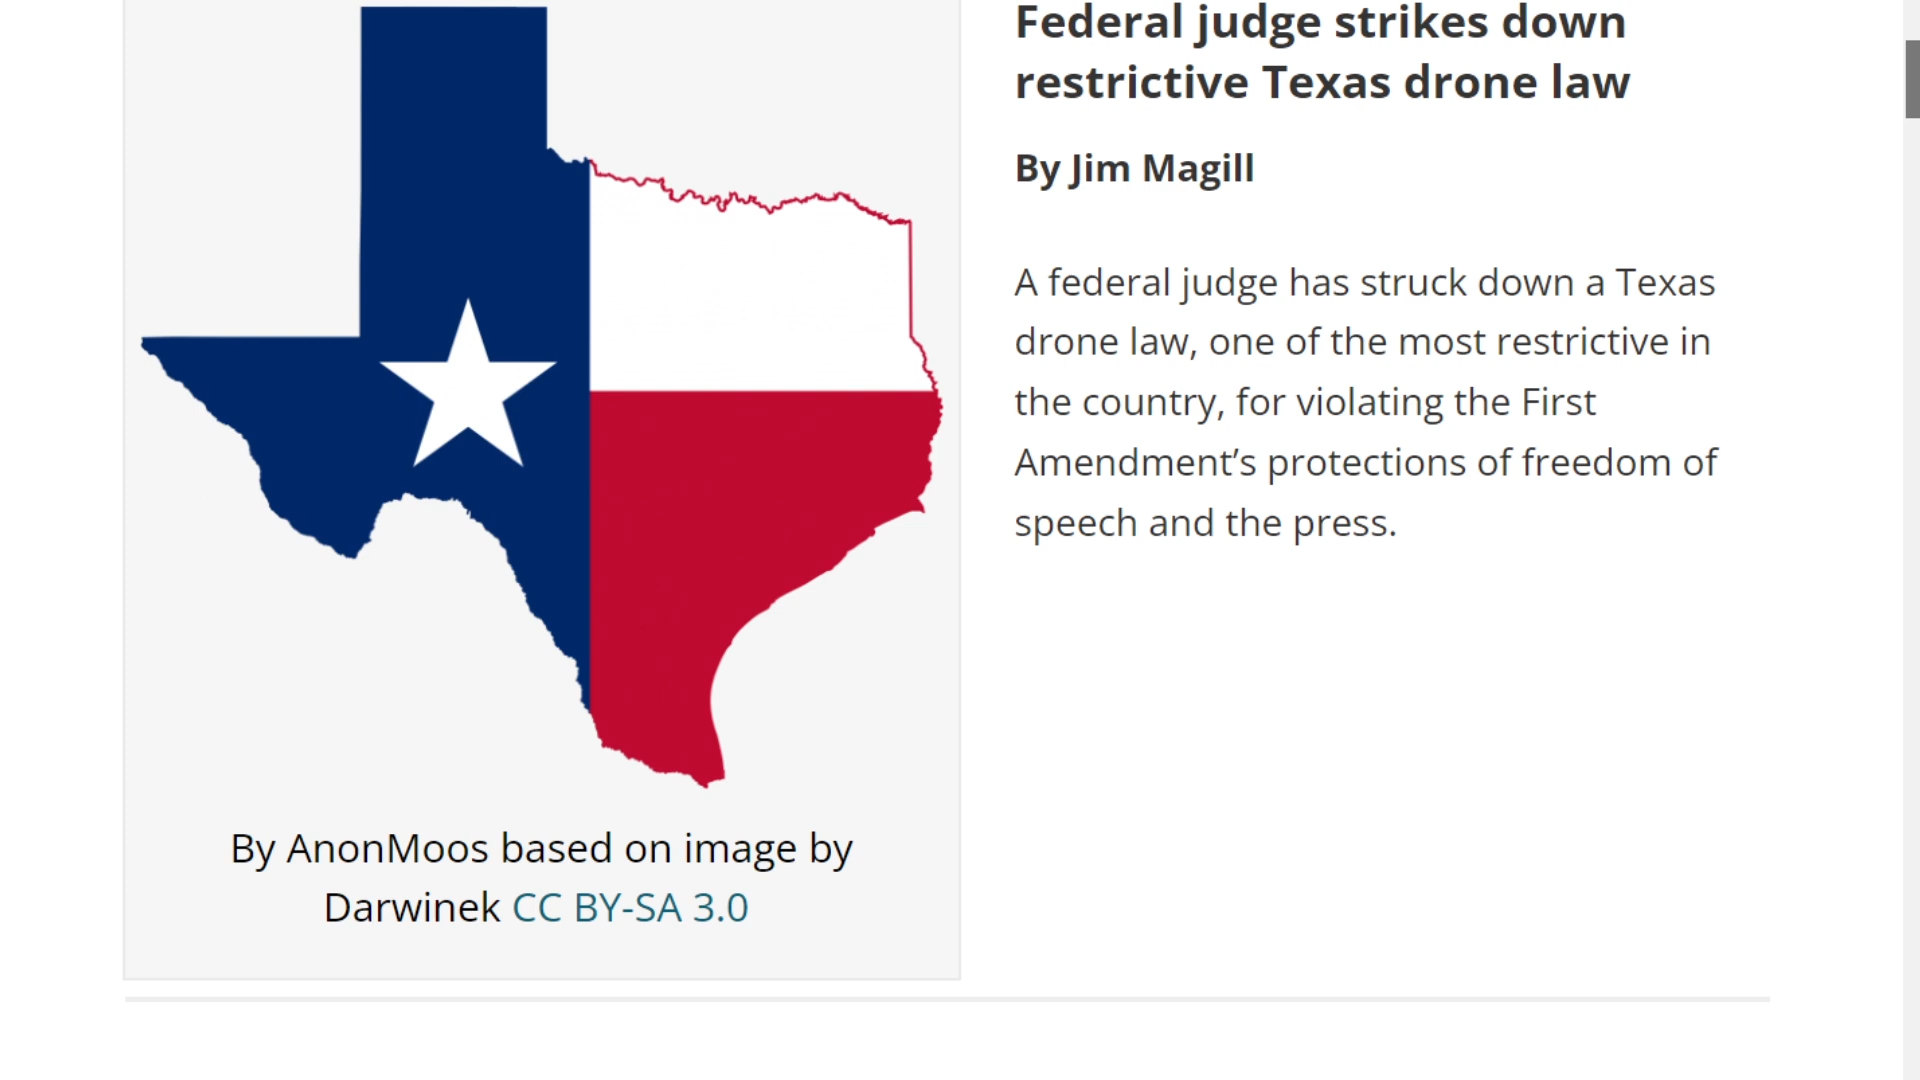 Federal judge strikes down
restrictive Texas drone law
By Jim Magill
A federal judge has struck down a Texas
drone law, one of the most restrictive in
the country, for violating the First
Amendment’s protections of freedom of
speech and the press.
By AnonMoos based on image by
Darwinek CC BY-SA 3.0